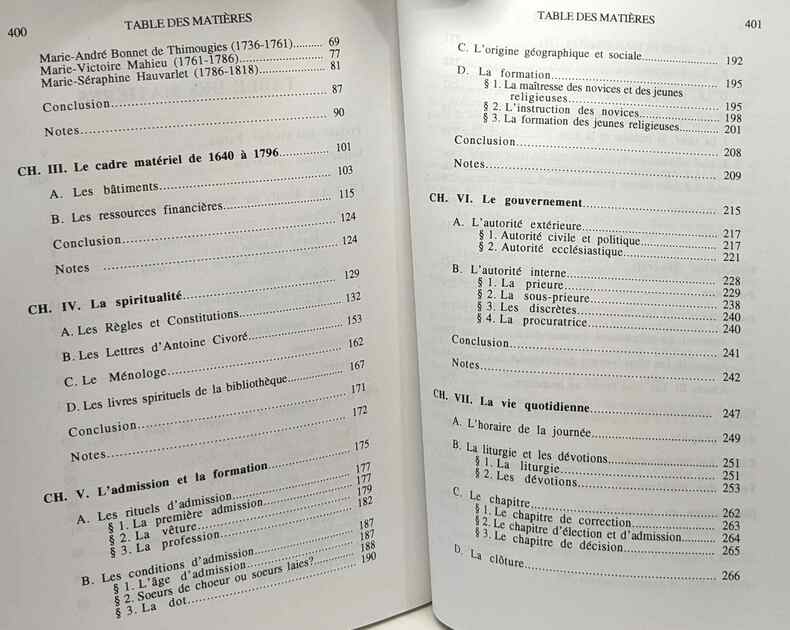 400
TABLE DES MATIÈRES
Marie-André Bonnet de Thimougies (1736-1761).......... 69
Marie-Victoire Mahieu (1761-1786)........................ 77
Marie-Séraphine Hauvarlet (1786-1818).................. 81
Conclusion.................................................. 87
Notes........................................................ 90
CH. III. Le cadre matériel de 1640 à 1796.............. 101
A. Les bâtiments.......................................... 103
B. Les ressources financières............................ 115
Conclusion.................................................. 124
Notes ...................................................... 124
CH. IV. La spiritualité.................................... 129
A. Les Règles et Constitutions........................... 132
B. Les Lettres d'Antoine Civoré.......................... 153
C. Le Ménologe............................................ 162
D. Les livres spirituels de la bibliothèque............... 167
Conclusion.................................................. 171
Notes........................................................ 172
CH. V. L'admission et la formation...................... 175
A. Les rituels d'admission................................ 177
§ 1. La première admission............................. 177
§ 2. La vêture............................................ 179
§ 3. La profession....................................... 182
B. Les conditions d'admission............................ 187
§ 1. L'âge d'admission................................... 187
§ 2. Soeurs de choeur ou soeurs laies?................. 188
§ 3. La dot............................................... 190
TABLE DES MATIÈRES
401
C. L'origine géographique et sociale..................... 192
D. La formation............................................ 195
§ 1. La maîtresse des novices et des jeunes
religieuses............................................... 195
§ 2. L'instruction des novices........................... 198
§ 3. La formation des jeunes religieuses............... 201
Conclusion.................................................. 208
Notes........................................................ 209
CH. VI. Le gouvernement................................. 215
A. L'autorité extérieure................................... 217
§ 1. Autorité civile et politique......................... 217
§ 2. Autorité ecclésiastique............................. 221
B. L'autorité interne....................................... 228
§ 1. La prieure........................................... 229
§ 2. La sous-prieure..................................... 238
§ 3. Les discrètes........................................ 240
§ 4. La procuratrice..................................... 240
Conclusion.................................................. 241
Notes........................................................ 242
CH. VII. La vie quotidienne.............................. 247
A. L'horaire de la journée................................ 249
B. La liturgie et les dévotions............................ 251
§ 1. La liturgie........................................... 251
§ 2. Les dévotions....................................... 253
C. Le chapitre.............................................. 262
§ 1. Le chapitre de correction........................... 263
§ 2. Le chapitre d'élection et d'admission.............. 264
§ 3. Le chapitre de décision............................. 265
D. La clôture............................................... 266